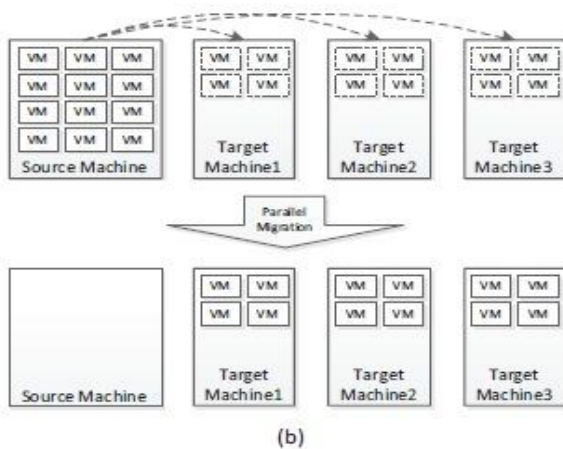 VM VM VM VM VM VM VM VM VM
VM VM VM VM VM VM VM VM VM
VM VM VM
VM VM VM
Source Machine
Target
Machine1
Target
Machine2
Target
Machine3
Parallel
Migration
VM VM VM VM VM VM
VM VM VM VM VM VM
Source Machine
Target
Machine1
Target
Machine2
Target
Machine3
(b)